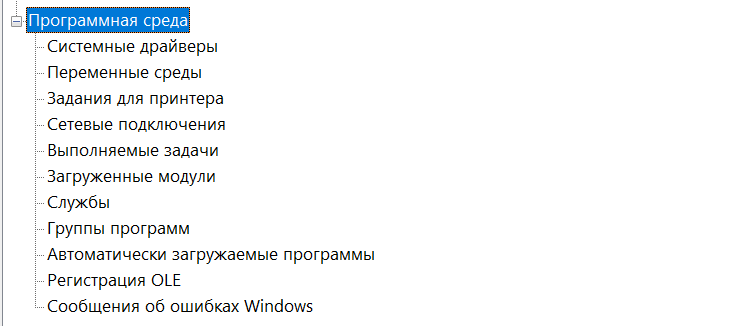 Программная среда
Системные драйверы
Переменные среды
Задания для принтера
Сетевые подключения
Выполняемые задачи
Загруженные модули
Службы
Группы программ
Автоматически загружаемые программы
Регистрация OLE
Сообщения об ошибках Windows